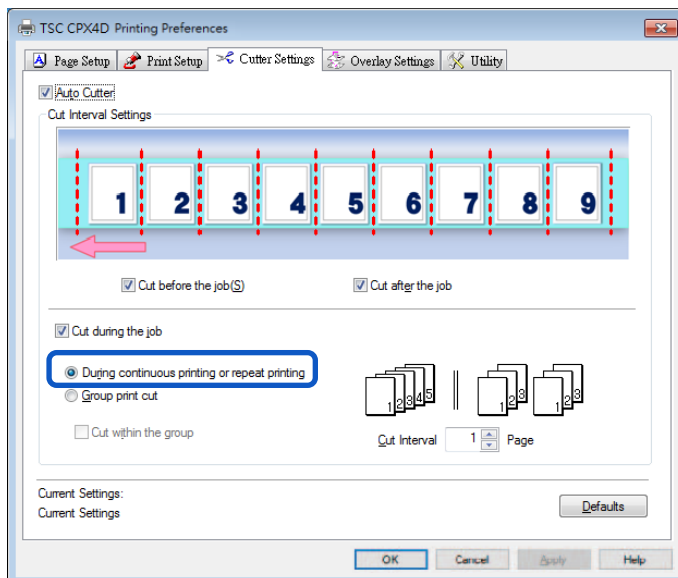 TSC CPX4D Printing Preferences
Page Setup Print Setup Cutter Settings Overlay Settings Utility
Auto Cutter
Cut Interval Settings
1 2 3 4 5 6 7 8 9
Cut before the job(S) Cut after the job
Cut during the job
During continuous printing or repeat printing
Group print cut
1 2 3 4 5 1 2 3 1 2 3
Cut within the group
Cut Interval 1 Page
Current Settings:
Current Settings
Defaults
OK Cancel Apply Help